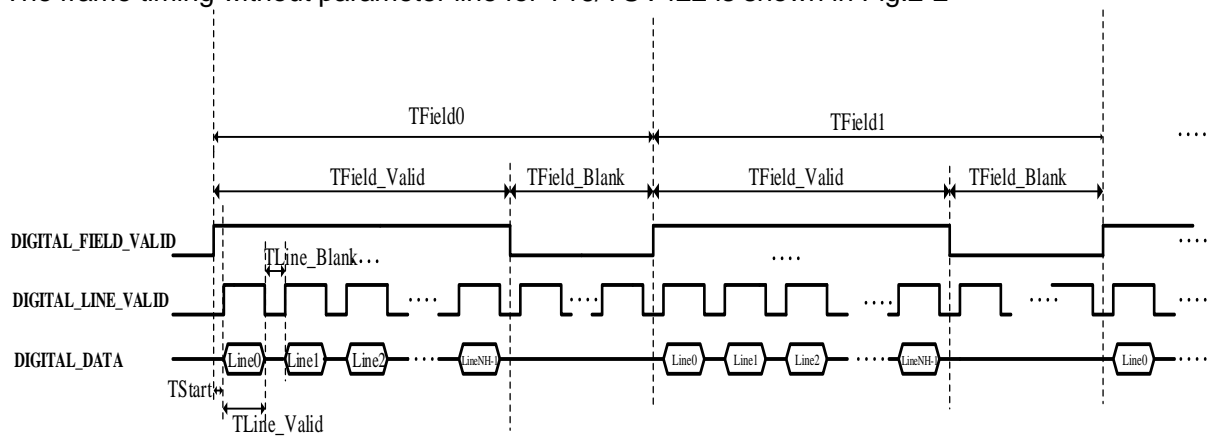 TField0 TField1 ....
TField_Valid TField_Blank TField_Valid TField_Blank
DIGITAL_FIELD_VALID ....
TLine_Blank... ....
DIGITAL_LINE_VALID .... .... .... .... ....
DIGITAL_DATA Line0 Line1 Line2 .... LineNH-1 Line0 Line1 Line2 .... LineNH-1 Line0 ....
TStart
TLine_Valid